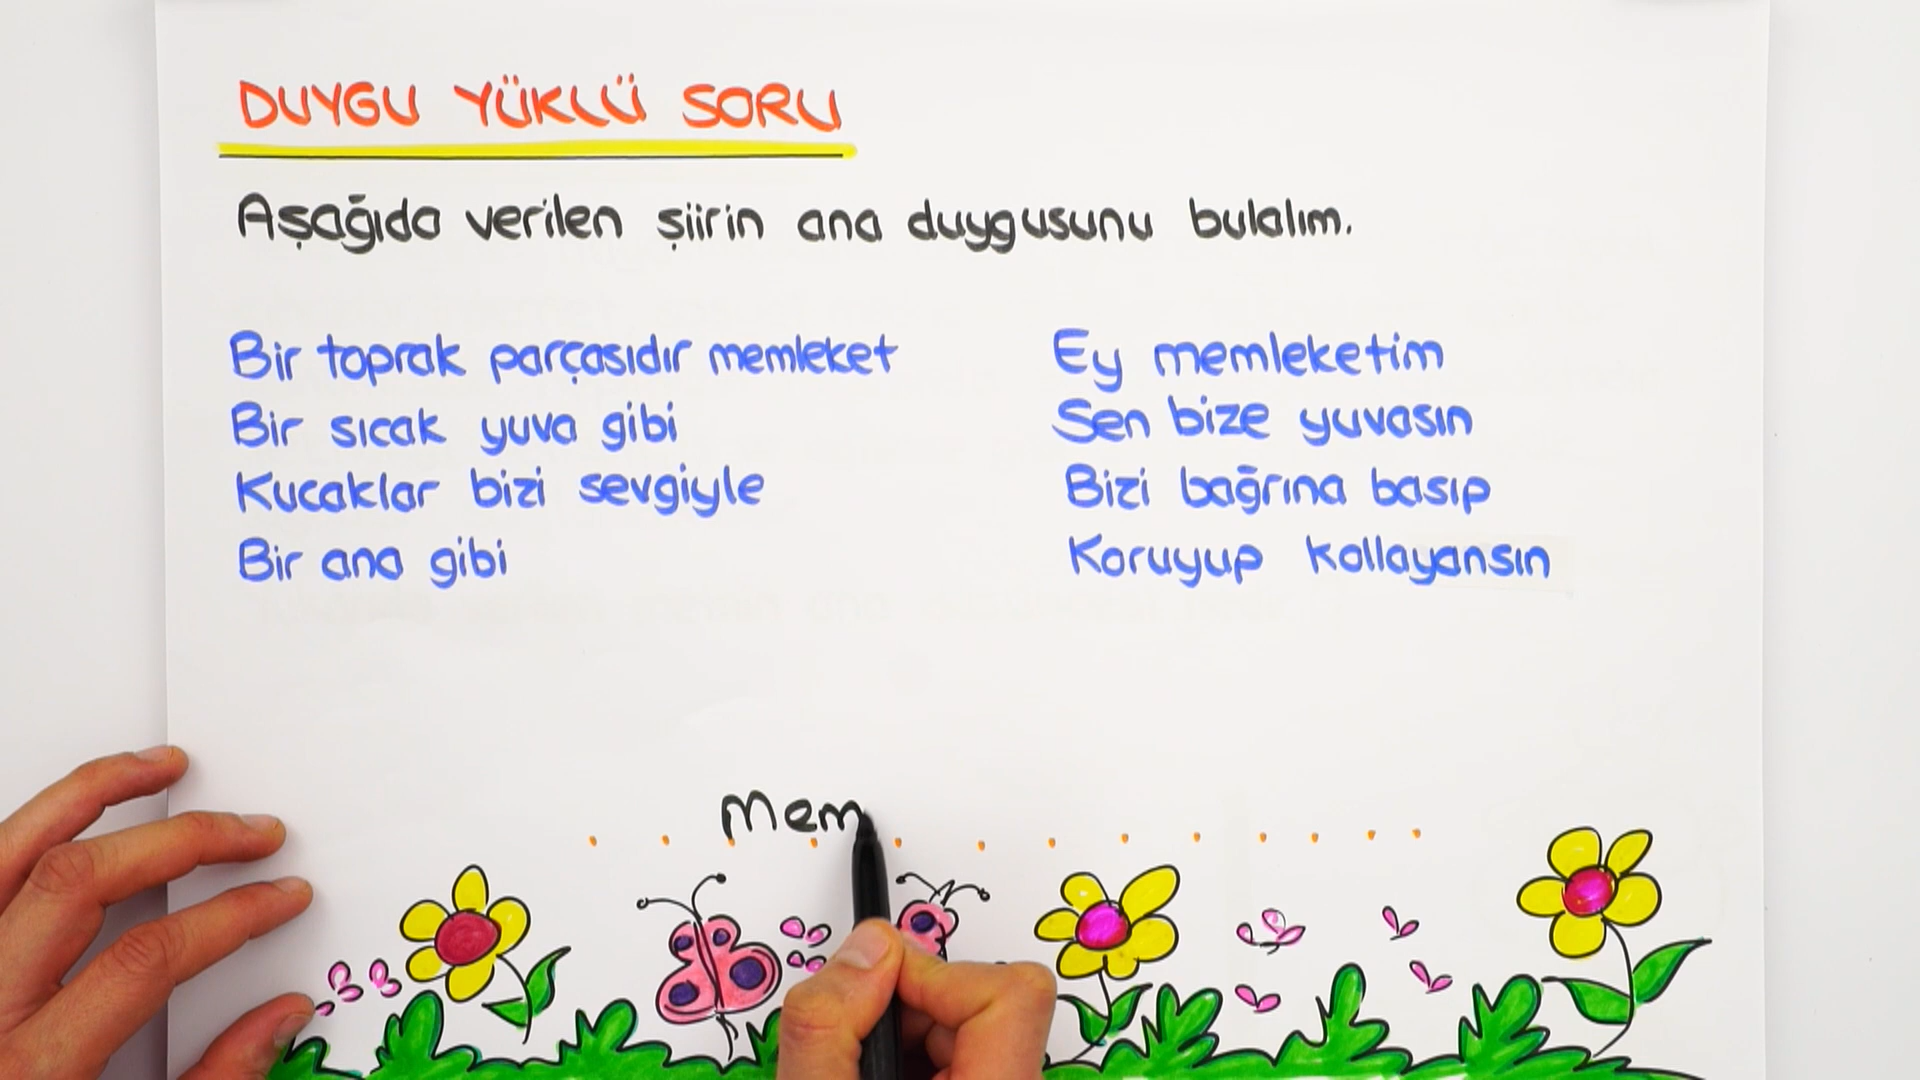 DUYGU YÜKLÜ SORU
Aşağıda verilen şiirin ana duygusunu bulalım.
Bir toprak parçasıdır memleket
Bir sıcak yuva gibi
Kucaklar bizi sevgiyle
Bir ana gibi
Ey memleketim
Sen bize yuvasın
Bizi bağrına basıp
Koruyup kollayansın
Mem